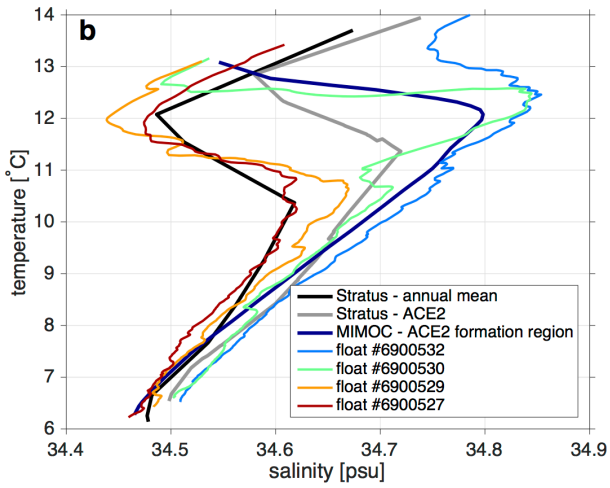 b
14
13
12
11
10
9
8
7
6
temperature [°C]
Stratus - annual mean
Stratus - ACE2
MIMOC - ACE2 formation region
float #6900532
float #6900530
float #6900529
float #6900527
34.4 34.5 34.6 34.7 34.8 34.9
salinity [psu]